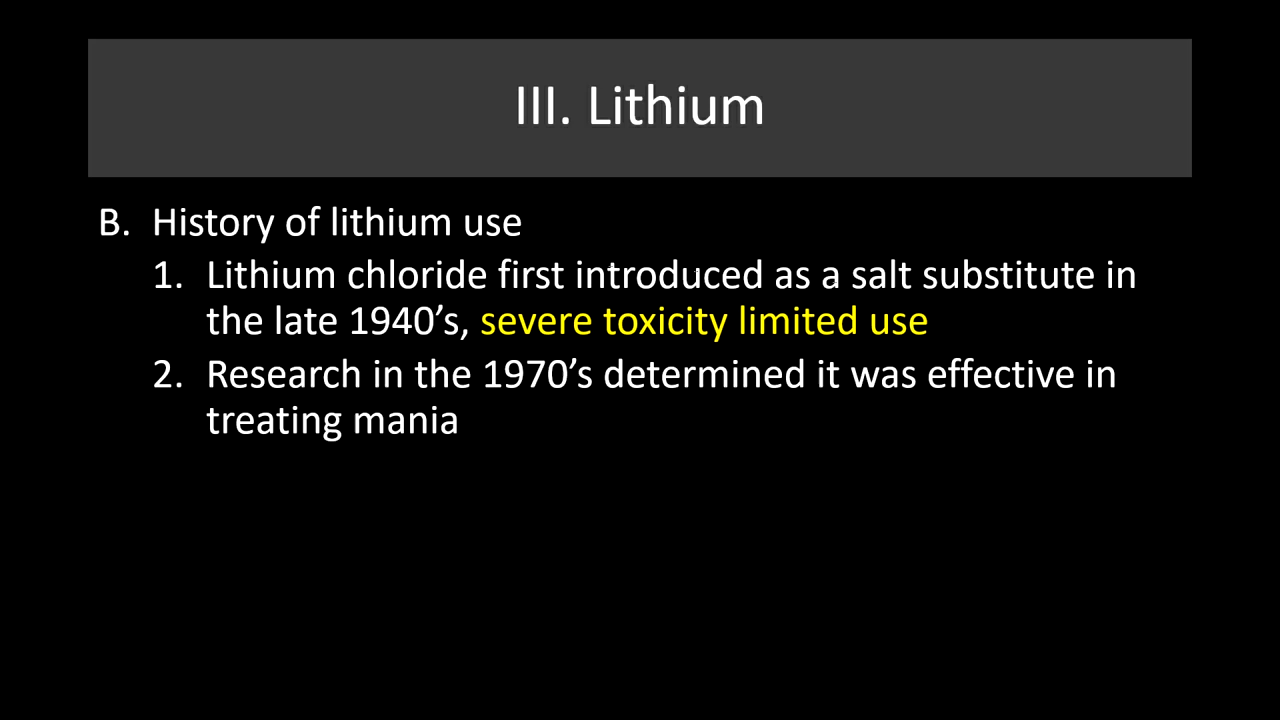 III. Lithium
B. History of lithium use
1. Lithium chloride first introduced as a salt substitute in
the late 1940’s, severe toxicity limited use
2. Research in the 1970’s determined it was effective in
treating mania